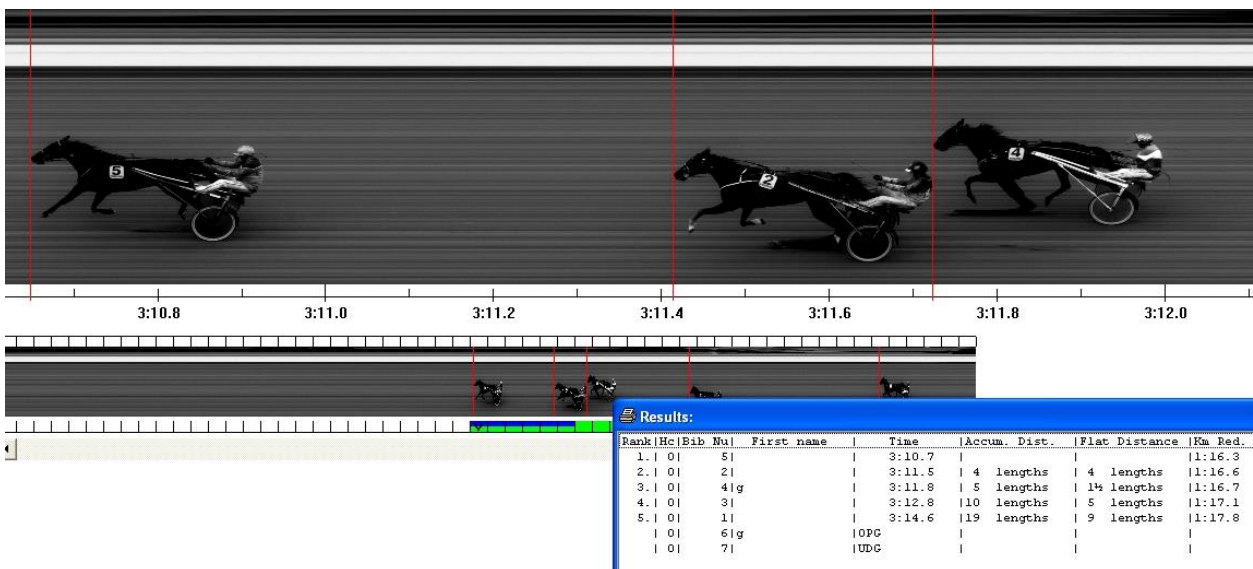 5
2
4
3:10.8 3:11.0 3:11.2 3:11.4 3:11.6 3:11.8 3:12.0
Results:
Rank|Hc|Bib Nu| First name | Time |Accum. Dist. |Flat Distance |Km Red.
1.| 0| 5| | 3:10.7 | | |1:16.3
2.| 0| 2| | 3:11.5 | 4 lengths | 4 lengths |1:16.6
3.| 0| 4|g | 3:11.8 | 5 lengths | 1½ lengths |1:16.7
4.| 0| 3| | 3:12.8 |10 lengths | 5 lengths |1:17.1
5.| 0| 1| | 3:14.6 |19 lengths | 9 lengths |1:17.8
| 0| 6|g |OPG | | |
| 0| 7| |UDG | | |